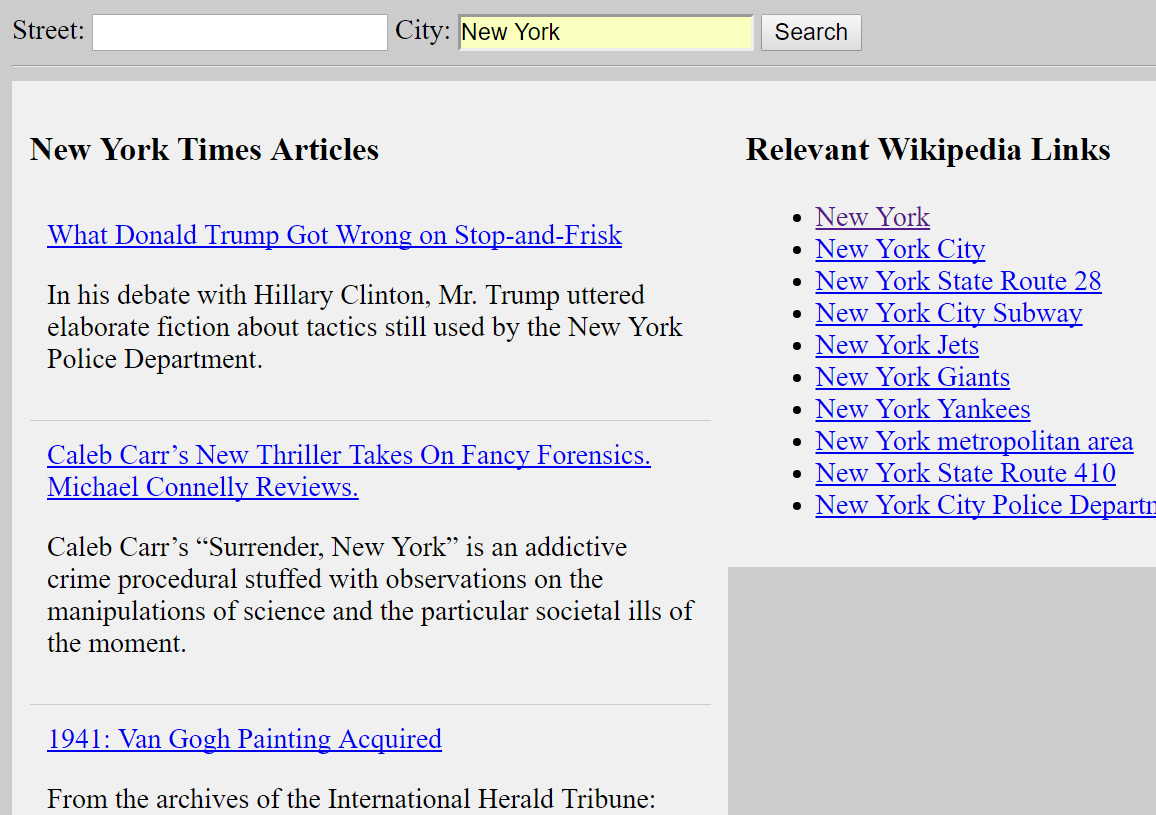 Street: City: New York Search
New York Times Articles
What Donald Trump Got Wrong on Stop-and-Frisk
In his debate with Hillary Clinton, Mr. Trump uttered
elaborate fiction about tactics still used by the New York
Police Department.
Caleb Carr’s New Thriller Takes On Fancy Forensics.
Michael Connelly Reviews.
Caleb Carr’s “Surrender, New York” is an addictive
crime procedural stuffed with observations on the
manipulations of science and the particular societal ills of
the moment.
1941: Van Gogh Painting Acquired
From the archives of the International Herald Tribune:
Relevant Wikipedia Links
New York
New York City
New York State Route 28
New York City Subway
New York Jets
New York Giants
New York Yankees
New York metropolitan area
New York State Route 410
New York City Police